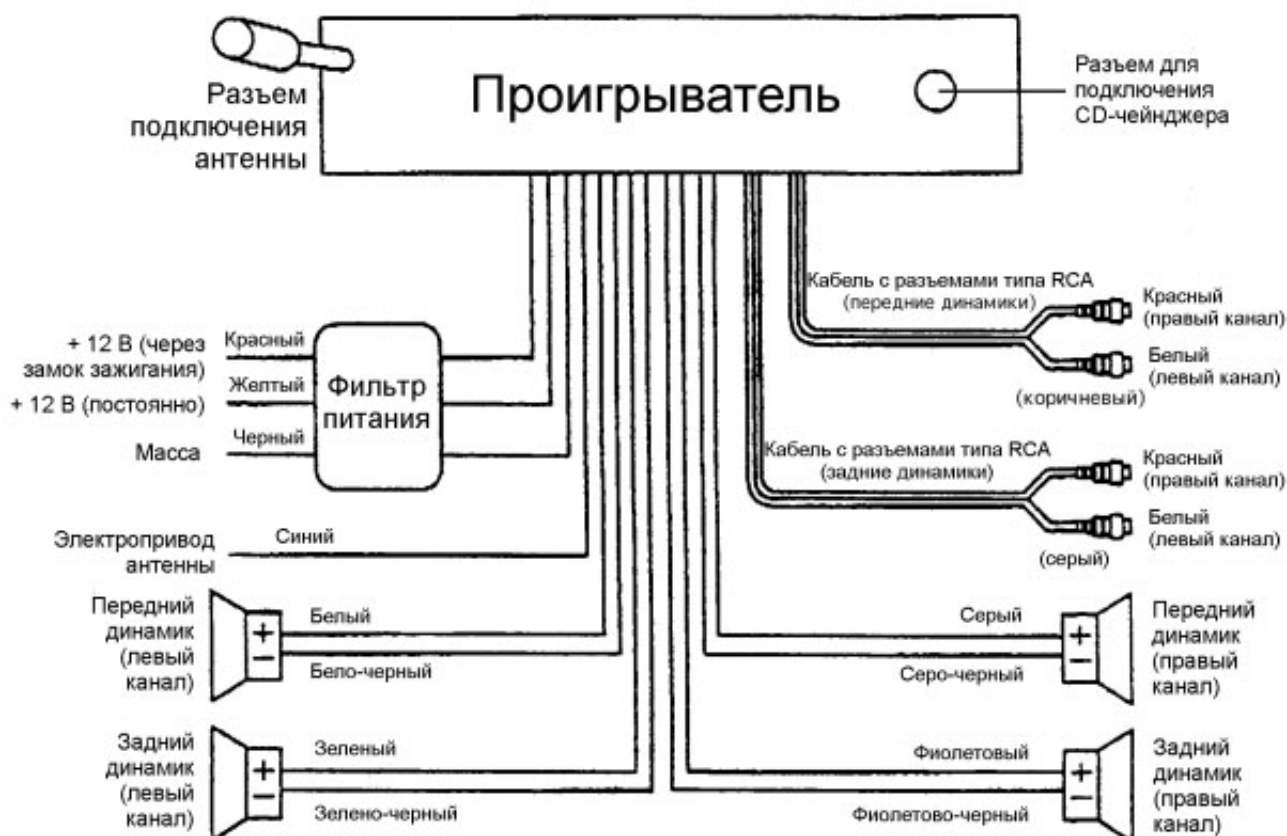 Проигрыватель
Разъем
подключения
антенны
Разъем для
подключения
CD-чейнджера
Кабель с разъемами типа RCA
(передние динамики)
Красный
(правый канал)
Белый
(левый канал)
(коричневый)
+ 12 В (через
замок зажигания)
Красный
+ 12 В (постоянно)
Желтый
Масса
Черный
Фильтр
питания
Кабель с разъемами типа RCA
(задние динамики)
Красный
(правый канал)
Белый
(левый канал)
(серый)
Электропривод
антенны
Синий
Передний
динамик
(левый
канал)
+
−
Белый
Бело-черный
Серый
Серо-черный
+
−
Передний
динамик
(правый
канал)
Задний
динамик
(левый
канал)
+
−
Зеленый
Зелено-черный
Фиолетовый
Фиолетово-черный
+
−
Задний
динамик
(правый
канал)